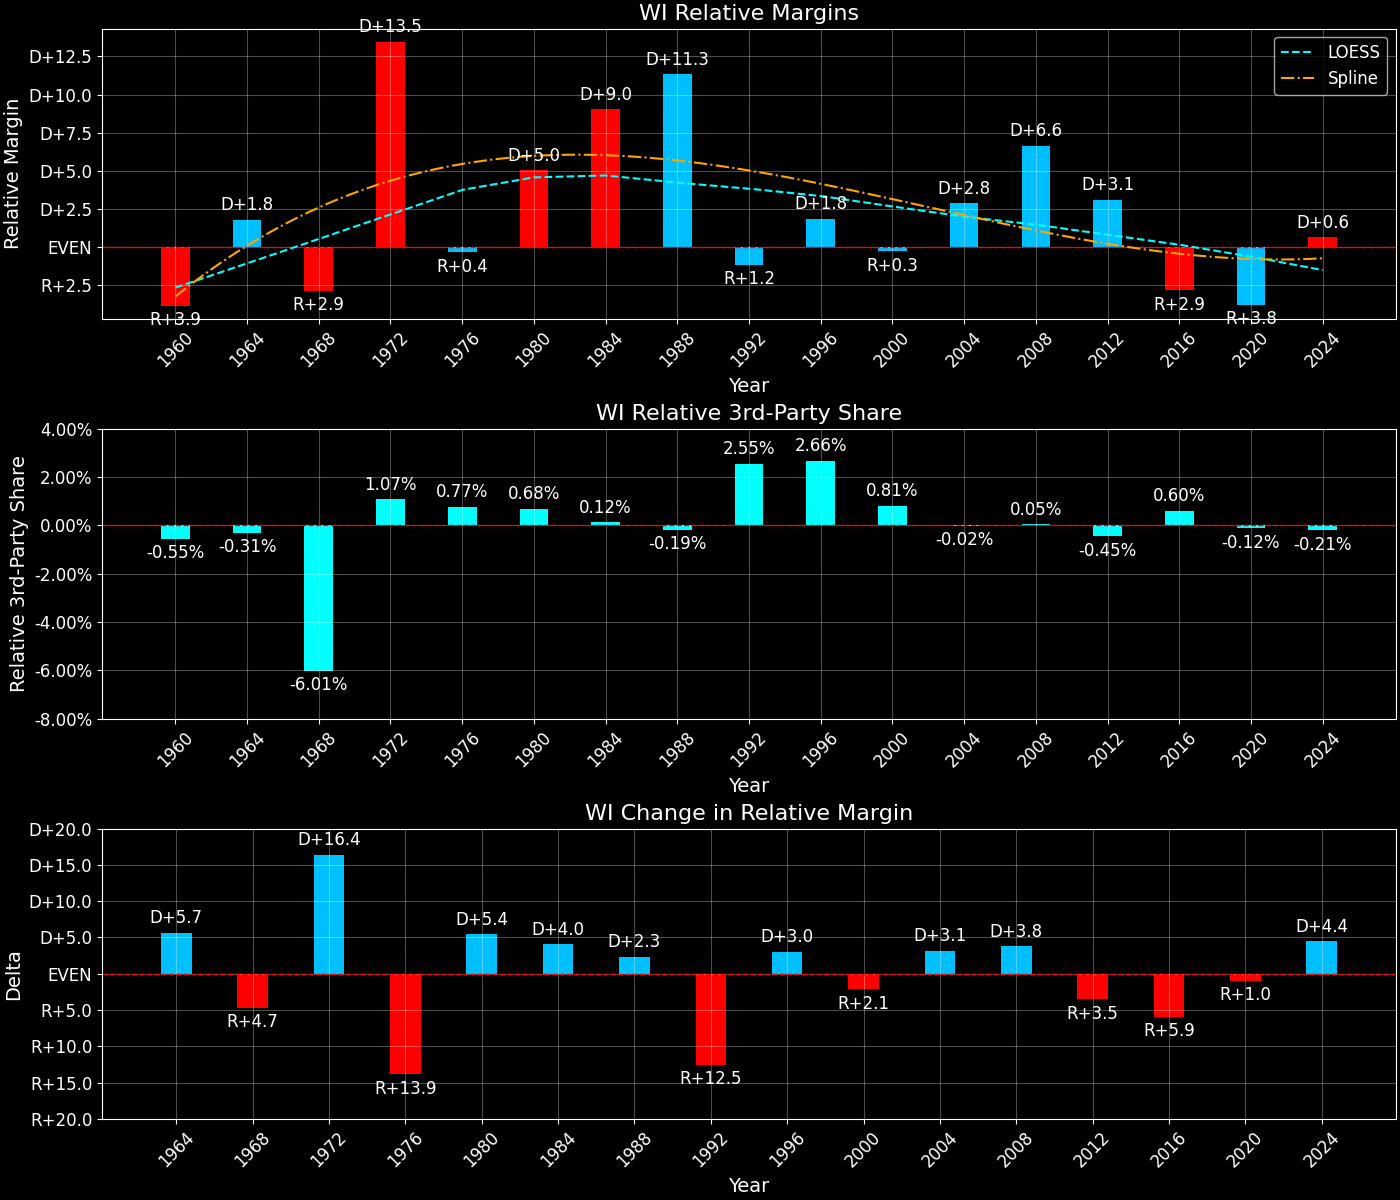 WI Relative Margins
Relative Margin
D+12.5
D+10.0
D+7.5
D+5.0
D+2.5
EVEN
R+2.5
R+3.9
D+1.8
R+2.9
D+13.5
R+0.4
D+5.0
D+9.0
D+11.3
R+1.2
D+1.8
R+0.3
D+2.8
D+6.6
D+3.1
R+2.9
R+3.8
D+0.6
LOESS
Spline
1960 1964 1968 1972 1976 1980 1984 1988 1992 1996 2000 2004 2008 2012 2016 2020 2024
Year
WI Relative 3rd-Party Share
Relative 3rd-Party Share
4.00%
2.00%
0.00%
-2.00%
-4.00%
-6.00%
-8.00%
-0.55%
-0.31%
-6.01%
1.07%
0.77%
0.68%
0.12%
-0.19%
2.55%
2.66%
0.81%
-0.02%
0.05%
-0.45%
0.60%
-0.12%
-0.21%
1960 1964 1968 1972 1976 1980 1984 1988 1992 1996 2000 2004 2008 2012 2016 2020 2024
Year
WI Change in Relative Margin
Delta
D+20.0
D+15.0
D+10.0
D+5.0
EVEN
R+5.0
R+10.0
R+15.0
R+20.0
D+5.7
R+4.7
D+16.4
R+13.9
D+5.4
D+4.0
D+2.3
R+12.5
D+3.0
R+2.1
D+3.1
D+3.8
R+3.5
R+5.9
R+1.0
D+4.4
1964 1968 1972 1976 1980 1984 1988 1992 1996 2000 2004 2008 2012 2016 2020 2024
Year